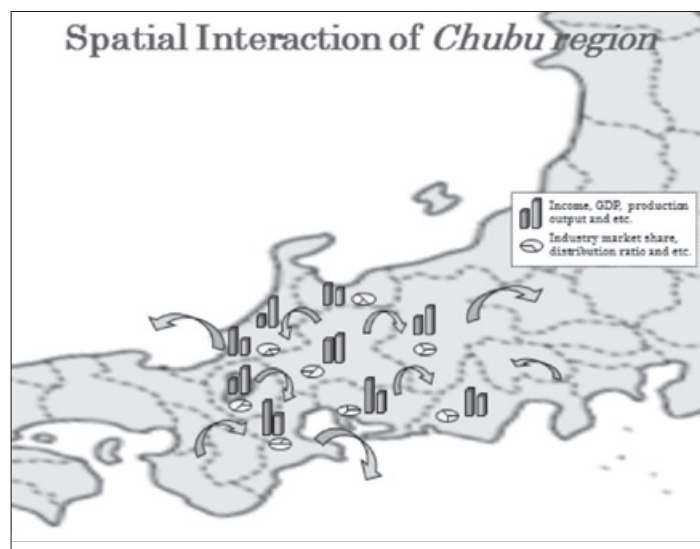 Spatial Interaction of Chubu region
Income, GDP, production
output and etc.
Industry market share,
distribution ratio and etc.